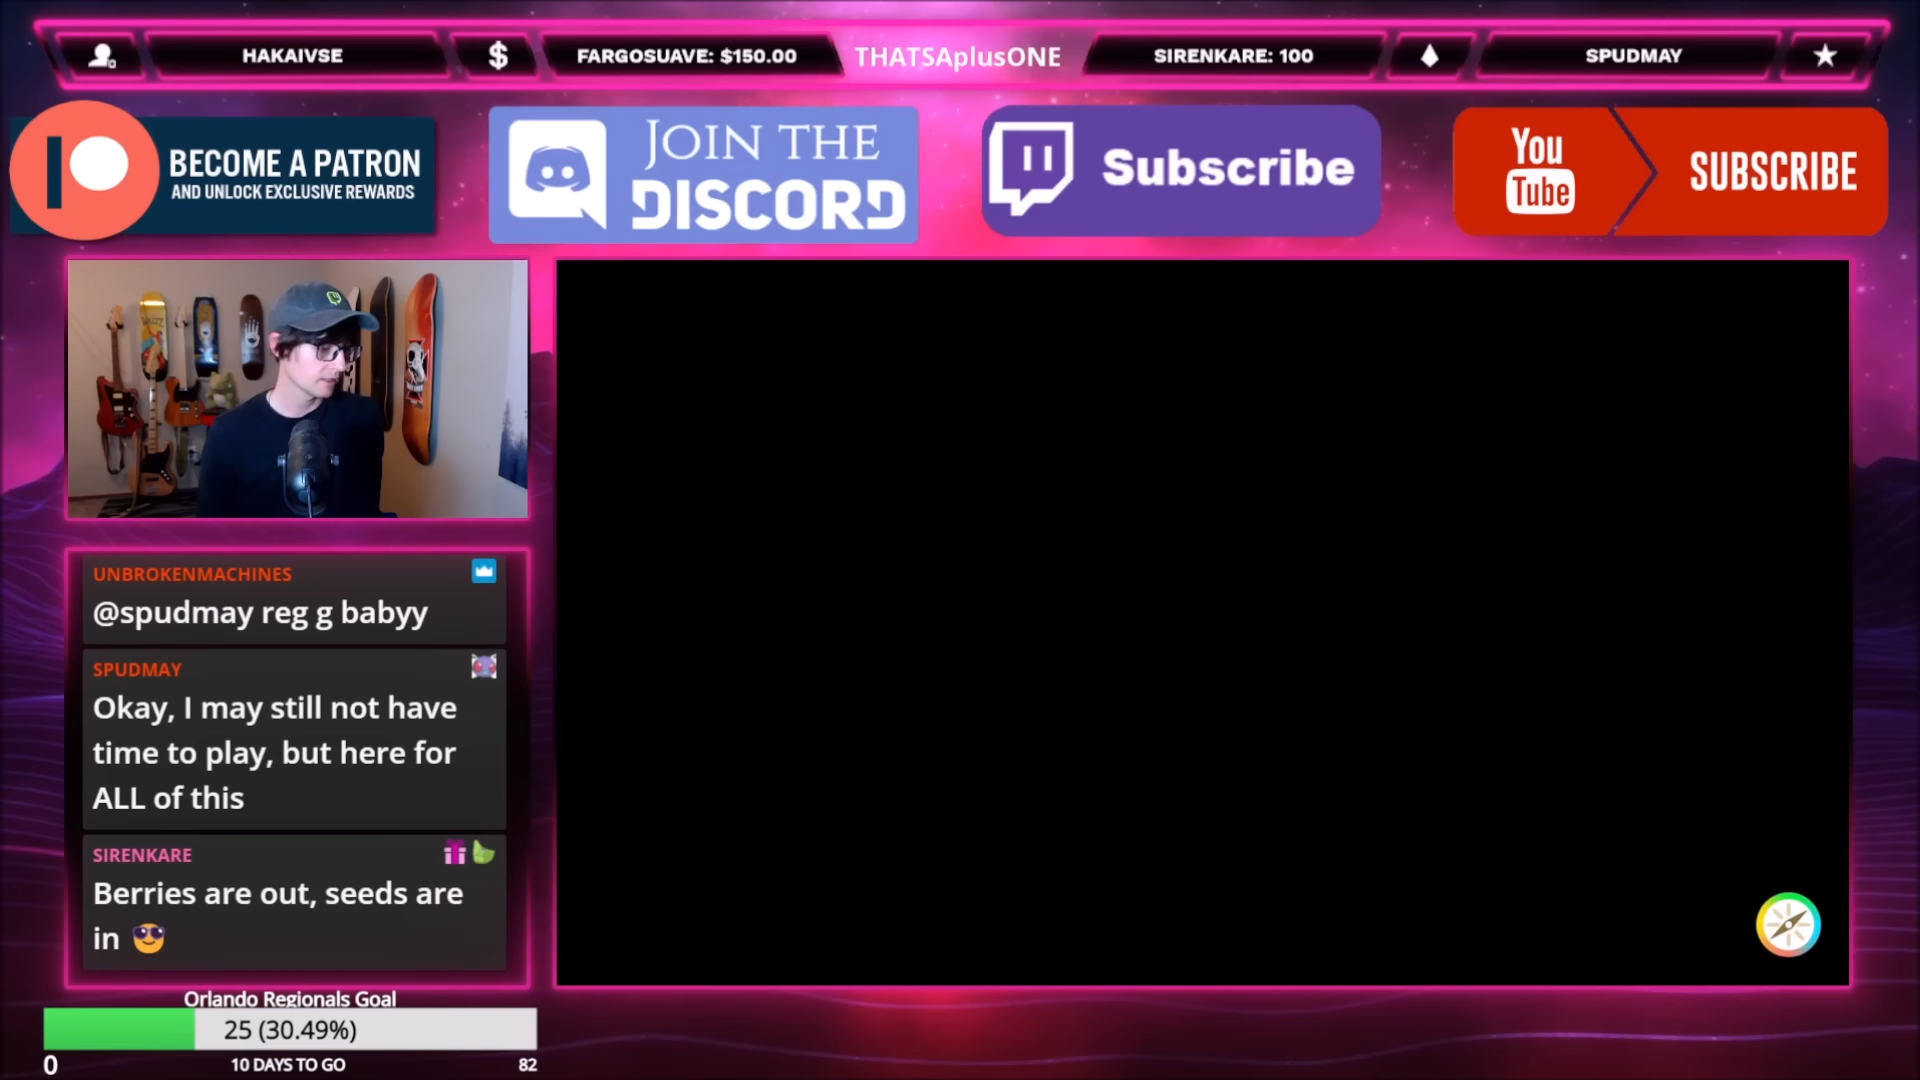 HAKAIVSE
$
FARGOSUAVE: $150.00
THATSAplusONE
SIRENKARE: 100
SPUDMAY
BECOME A PATRON
AND UNLOCK EXCLUSIVE REWARDS
JOIN THE
DISCORD
Subscribe
You
Tube
SUBSCRIBE
UNBROKENMACHINES
@spudmay reg g babyy
SPUDMAY
Okay, I may still not have
time to play, but here for
ALL of this
SIRENKARE
Berries are out, seeds are
in 😎
Orlando Regionals Goal
25 (30.49%)
0
10 DAYS TO GO
82